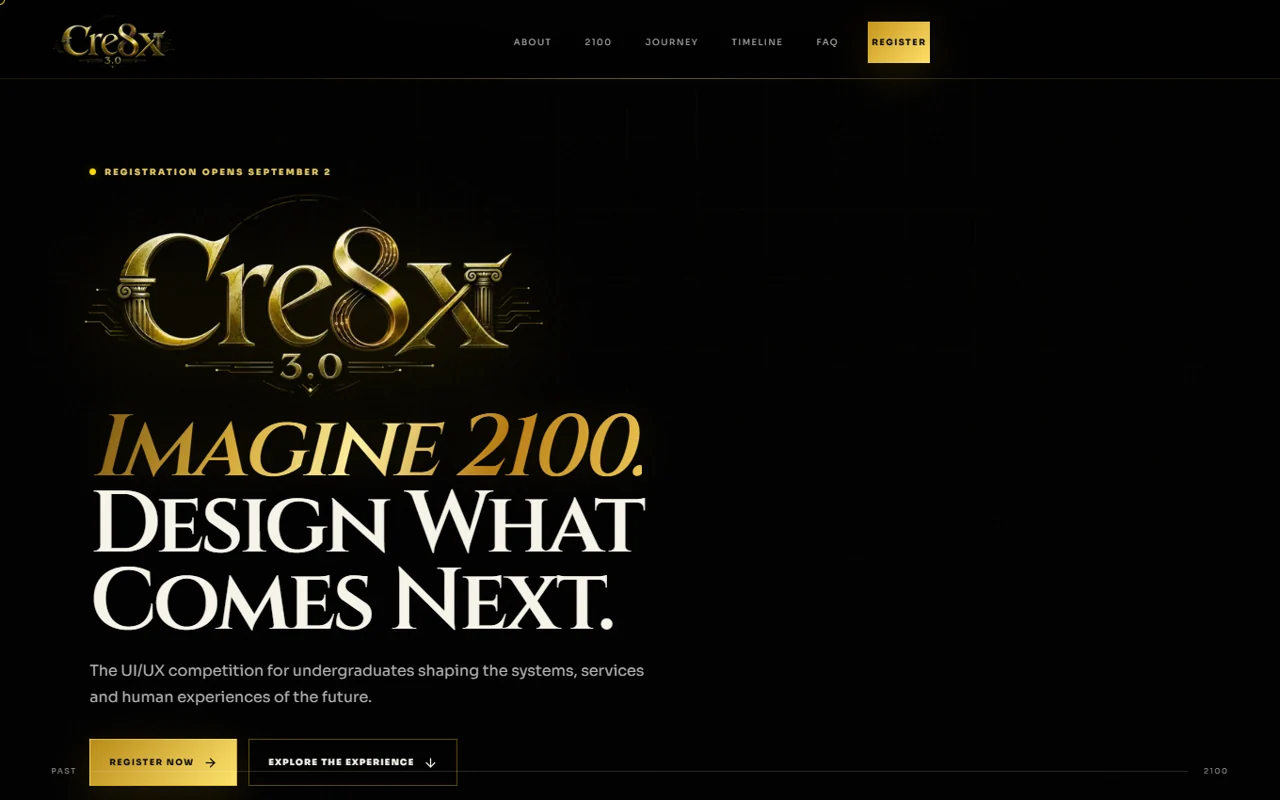 Cre8x
3.0
ABOUT
2100
JOURNEY
TIMELINE
FAQ
REGISTER
REGISTRATION OPENS SEPTEMBER 2
Cre8x
3.0
IMAGINE 2100.
DESIGN WHAT
COMES NEXT.
The UI/UX competition for undergraduates shaping the systems, services
and human experiences of the future.
REGISTER NOW →
EXPLORE THE EXPERIENCE ↓
PAST
2100